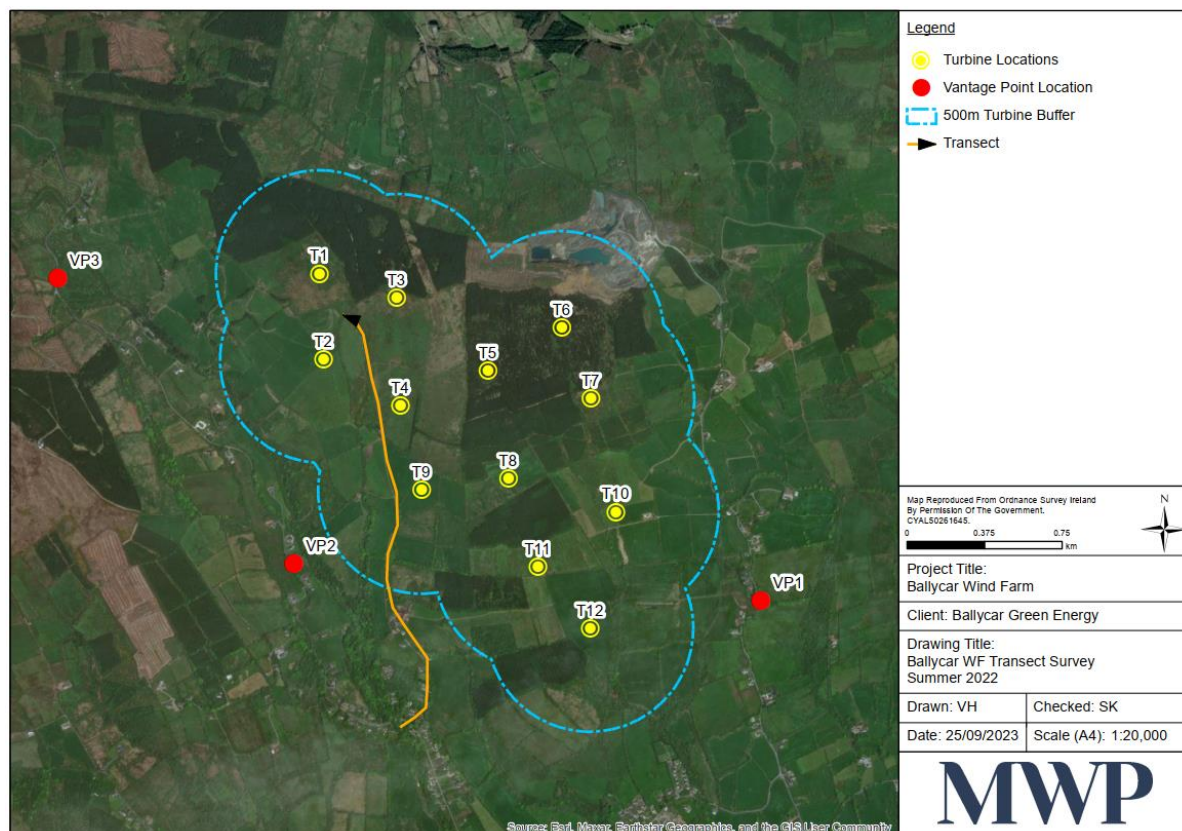 T1
VP3
T3
T6
T2
T5
T7
T4
T9
T8
T10
VP2
T11
VP1
T12
Source: Esri, Maxar, Earthstar Geographics, and the GIS User Community
Legend
Turbine Locations
Vantage Point Location
500m Turbine Buffer
Transect
Map Reproduced From Ordnance Survey Ireland
By Permission Of The Government.
CYAL50261645.
N
0 0.375 0.75
km
Project Title:
Ballycar Wind Farm
Client: Ballycar Green Energy
Drawing Title:
Ballycar WF Transect Survey
Summer 2022
Drawn: VH
Checked: SK
Date: 25/09/2023
Scale (A4): 1:20,000
MWP